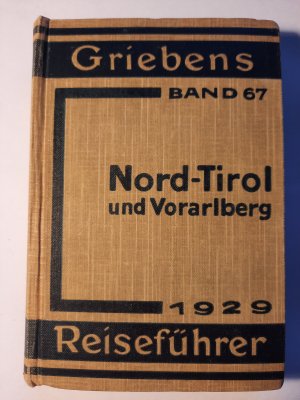 Griebens
BAND 67
Nord-Tirol
und Vorarlberg
1929
Reiseführer